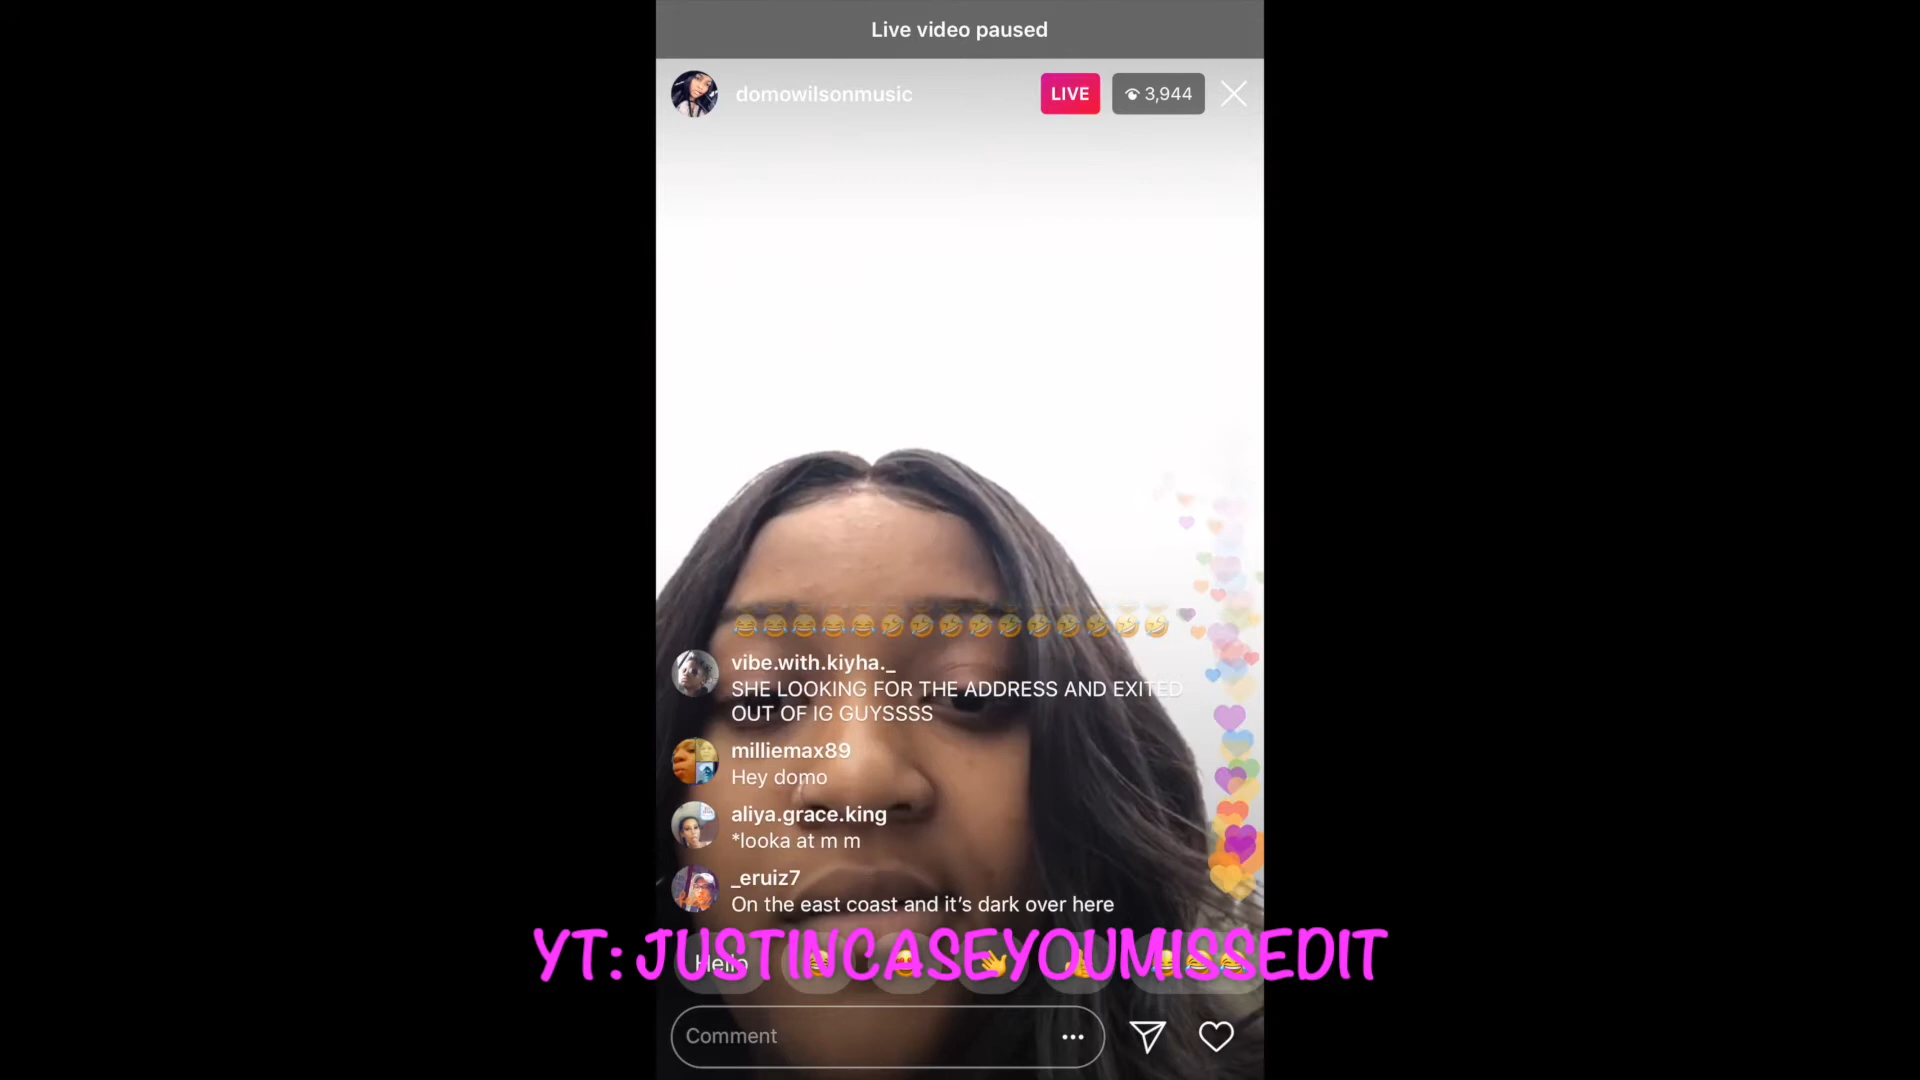 Live video paused
domowilsonmusic
LIVE
3,944
vibe.with.kiyha._
SHE LOOKING FOR THE ADDRESS AND EXITED
OUT OF IG GUYSSSS
milliemax89
Hey domo
aliya.grace.king
*looka at m m
_eruiz7
On the east coast and it's dark over here
YT: JUSTINCASEYOUMISSEDIT
Hello
Comment